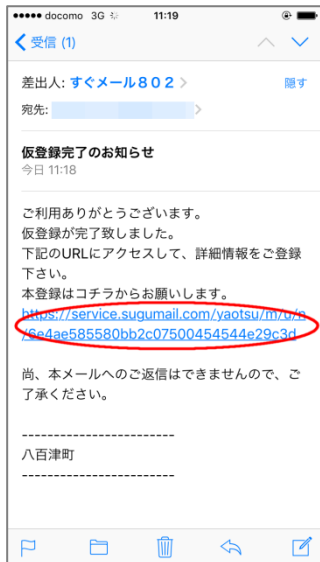 docomo 3G 11:19
受信 (1)
差出人: すぐメール802
隠す
宛先:
仮登録完了のお知らせ
今日 11:18
ご利用ありがとうございます。
仮登録が完了致しました。
下記のURLにアクセスして、詳細情報をご登録
下さい。
本登録はコチラからお願いします。
https://service.sugumail.com/yaotsu/m/u/n
/6e4ae585580bb2c07500454544e29c3d
尚、本メールへのご返信はできませんので、ご
了承ください。
------------------------
八百津町
------------------------